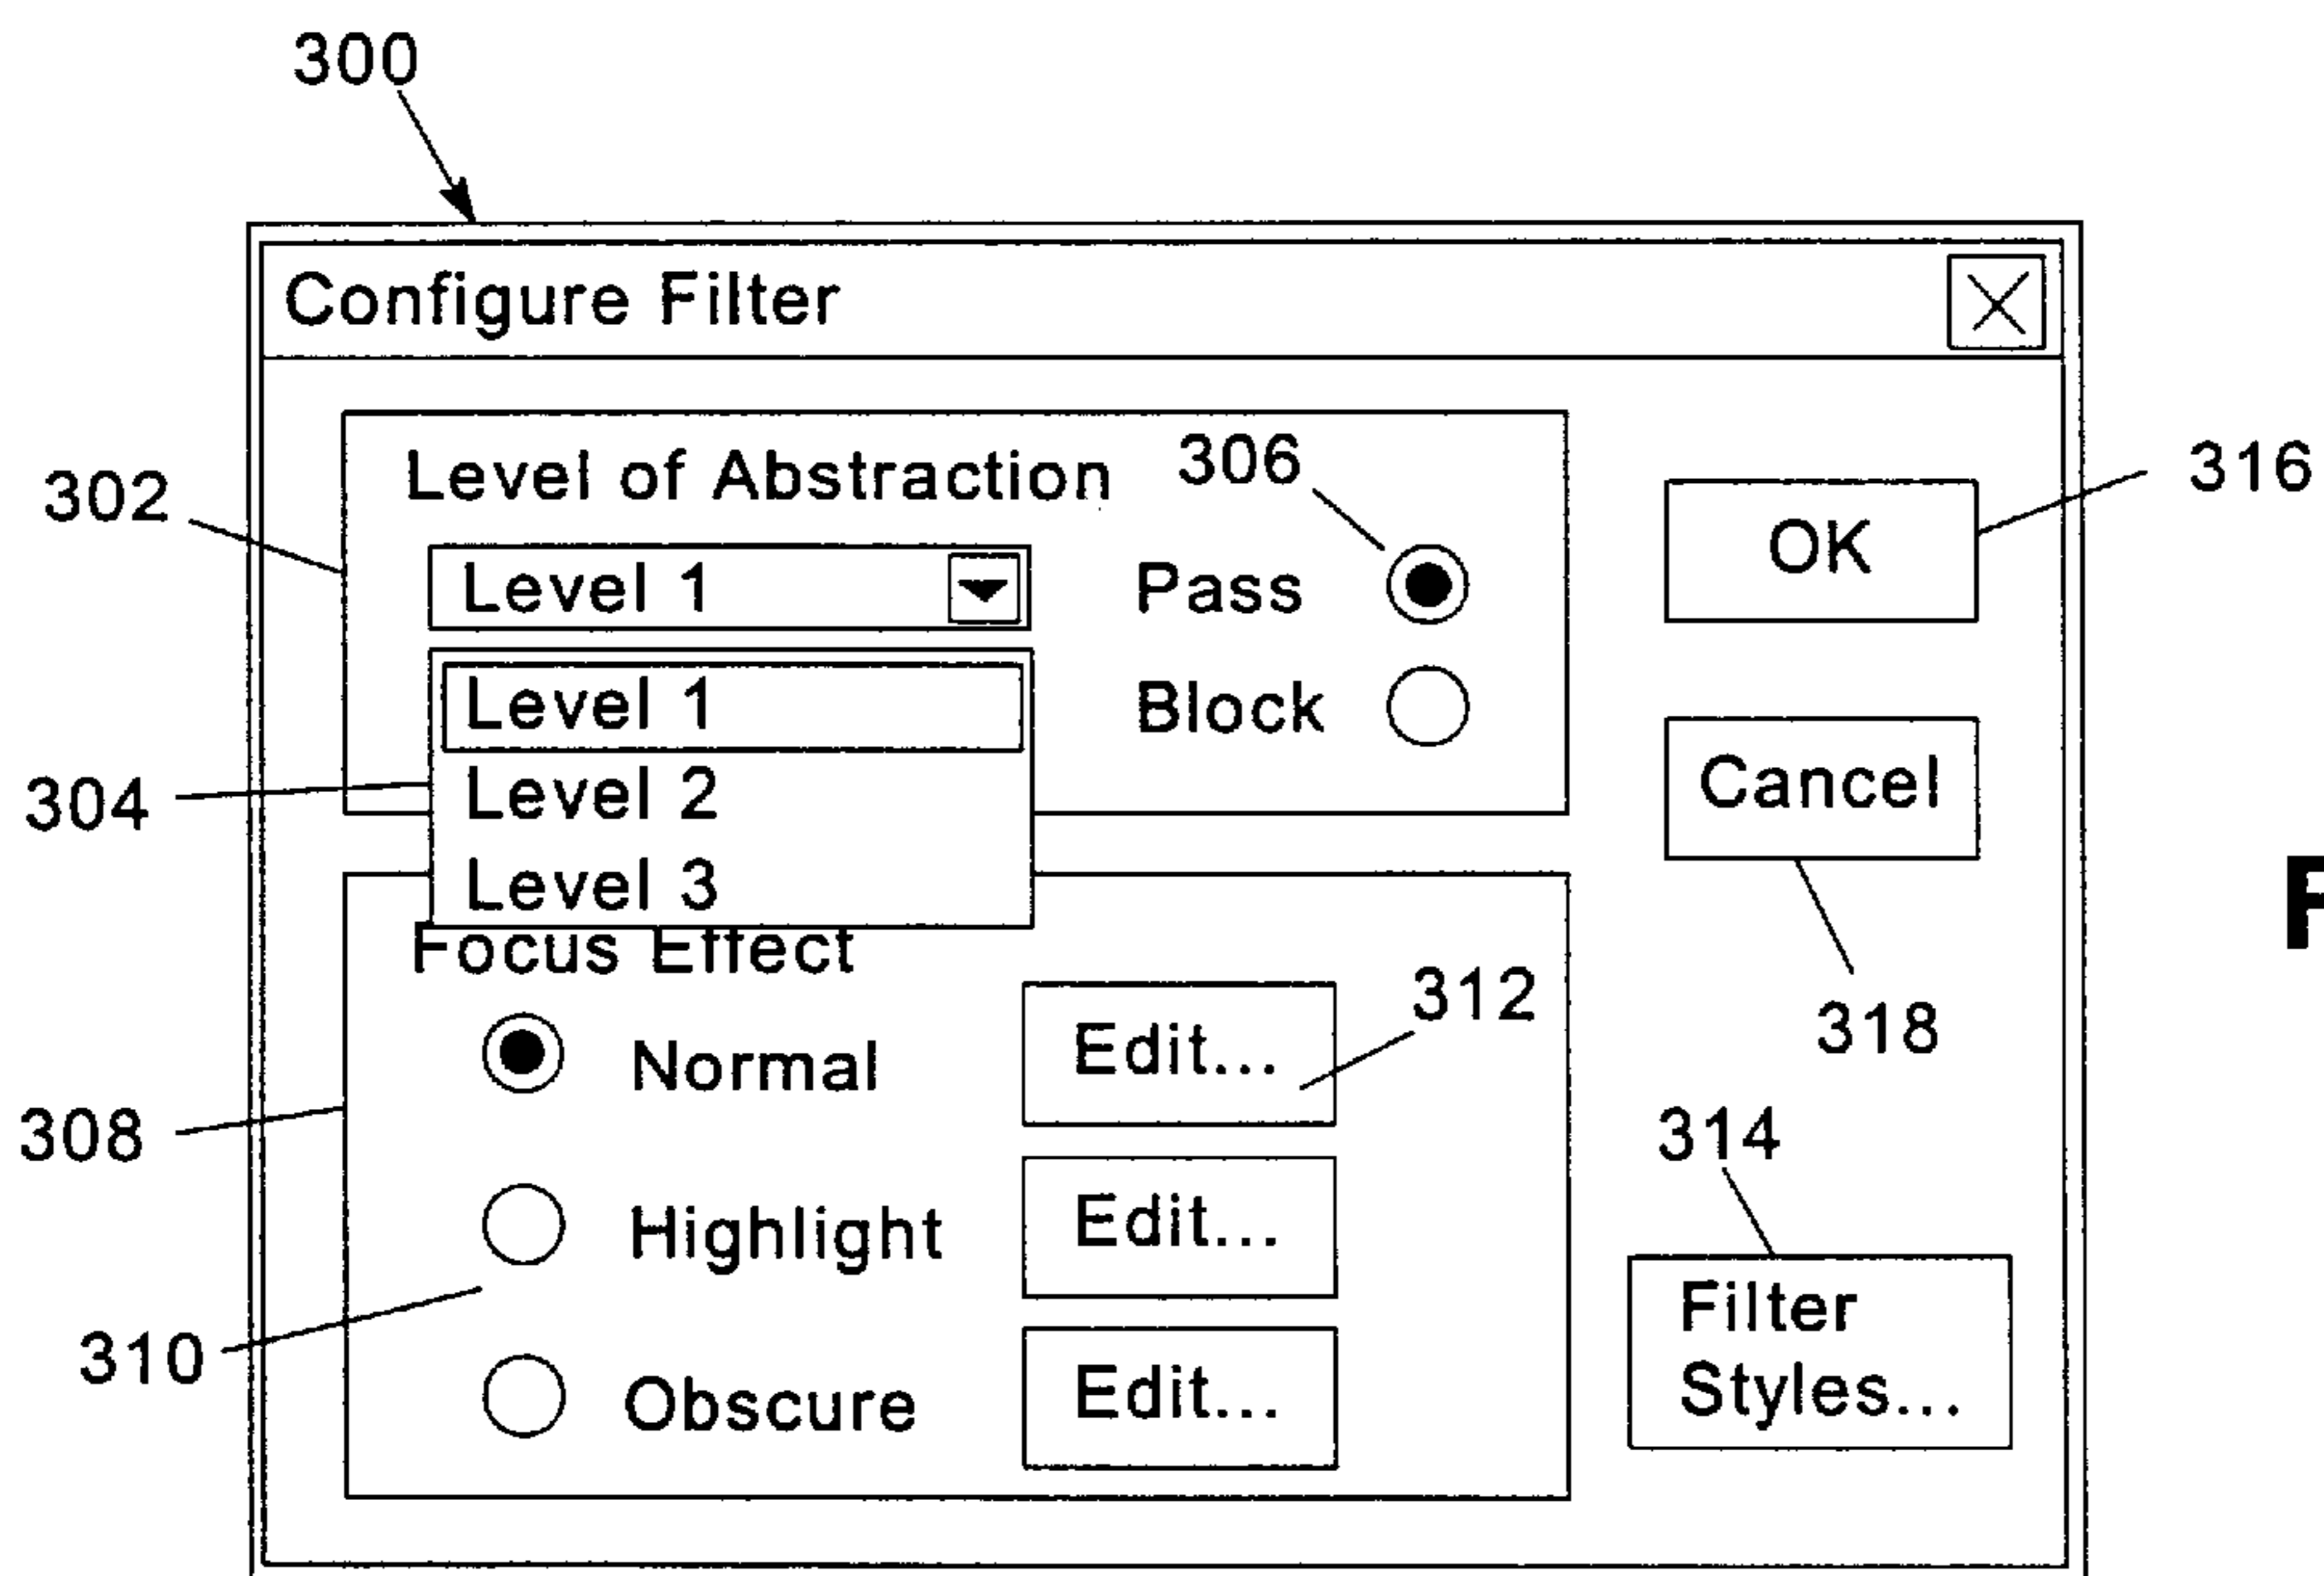 300
Configure Filter
Level of Abstraction 306
302
316
OK
Level 1
Pass
Level 1
Block
304
Level 2
Cancel
Level 3
Focus Effect
312
318
Normal
Edit...
308
314
Highlight
Edit...
310
Filter
Styles...
Obscure
Edit...